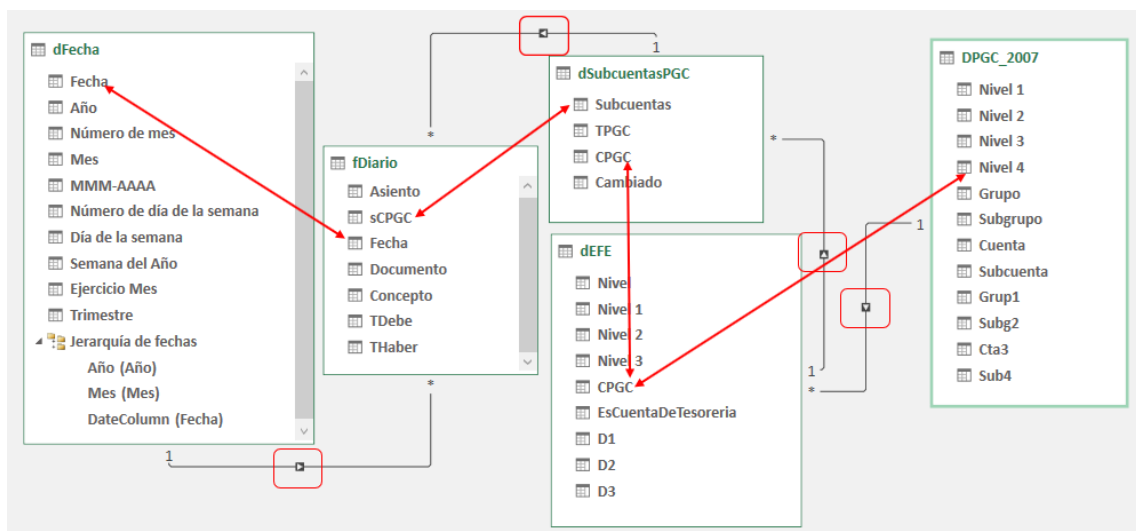 dFecha
Fecha
Año
Número de mes
Mes
MMM-AAAA
Número de día de la semana
Día de la semana
Semana del Año
Ejercicio Mes
Trimestre
Jerarquía de fechas
Año (Año)
Mes (Mes)
DateColumn (Fecha)
1
*
*
fDiario
Asiento
sCPGC
Fecha
Documento
Concepto
TDebe
THaber
1
dSubcuentasPGC
Subcuentas
TPGC
CPGC
Cambiado
*
dEFE
Nivel
Nivel 1
Nivel 2
Nivel 3
CPGC
EsCuentaDeTesoreria
D1
D2
D3
1
*
1
DPGC_2007
Nivel 1
Nivel 2
Nivel 3
Nivel 4
Grupo
Subgrupo
Cuenta
Subcuenta
Grup1
Subg2
Cta3
Sub4